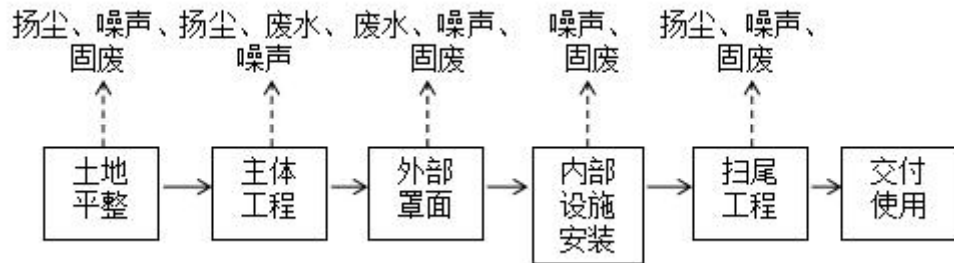 扬尘、噪声、
固废
扬尘、废水、
噪声
废水、噪声、
固废
噪声、
固废
扬尘、噪声、
固废
土地
平整
主体
工程
外部
罩面
内部
设施
安装
扫尾
工程
交付
使用